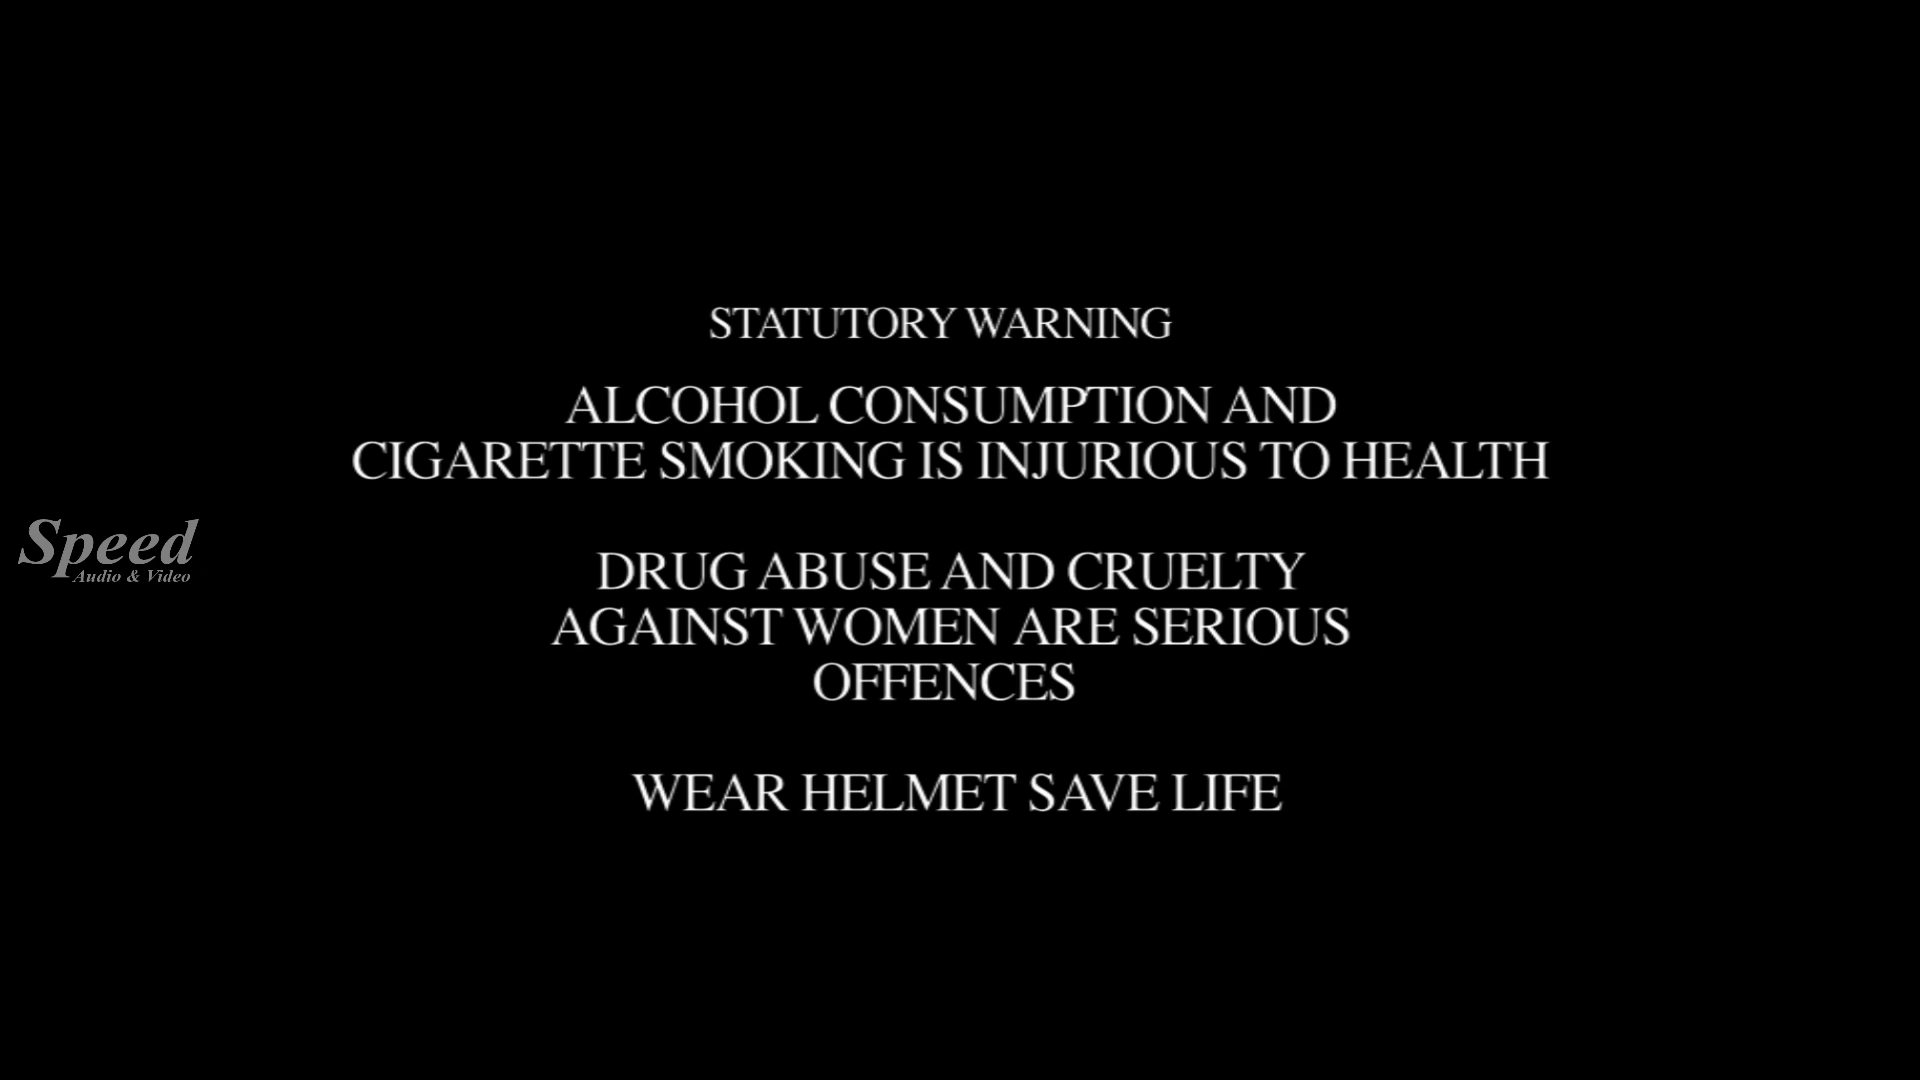 STATUTORY WARNING
ALCOHOL CONSUMPTION AND
CIGARETTE SMOKING IS INJURIOUS TO HEALTH
DRUG ABUSE AND CRUELTY
AGAINST WOMEN ARE SERIOUS
OFFENCES
WEAR HELMET SAVE LIFE
Speed
Audio & Video